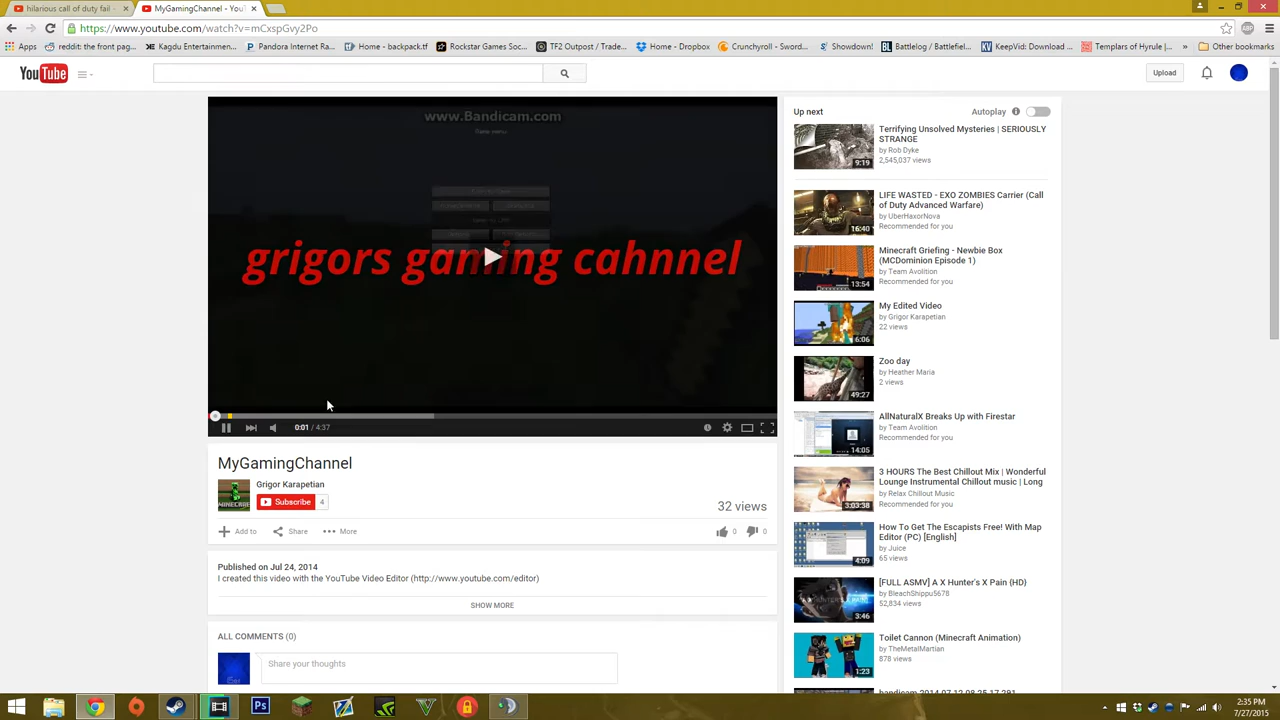 hilarious call of duty fail -
MyGamingChannel - YouTube
https://www.youtube.com/watch?v=mCxspGvy2Po
Apps
reddit: the front pag...
Kagdu Entertainmen...
Pandora Internet Ra...
Home - backpack.tf
Rockstar Games Soc...
TF2 Outpost / Trade...
Home - Dropbox
Crunchyroll - Sword...
Showdown!
Battlelog / Battlefiel...
KeepVid: Download ...
Templars of Hyrule |...
»
Other bookmarks
YouTube
Upload
www.Bandicam.com
Game menu
grigors gaming cahnnel
0:01 / 4:37
MyGamingChannel
Grigor Karapetian
Subscribe
4
32 views
Add to
Share
More
0
0
Published on Jul 24, 2014
I created this video with the YouTube Video Editor (http://www.youtube.com/editor)
SHOW MORE
ALL COMMENTS (0)
Share your thoughts
Up next
Autoplay
Terrifying Unsolved Mysteries | SERIOUSLY
STRANGE
by Rob Dyke
2,545,037 views
9:19
LIFE WASTED - EXO ZOMBIES Carrier (Call
of Duty Advanced Warfare)
by UberHaxorNova
Recommended for you
16:40
Minecraft Griefing - Newbie Box
(MCDominion Episode 1)
by Team Avolition
Recommended for you
13:54
My Edited Video
by Grigor Karapetian
22 views
6:06
Zoo day
by Heather Maria
2 views
49:27
AllNaturalX Breaks Up with Firestar
by Team Avolition
Recommended for you
14:05
3 HOURS The Best Chillout Mix | Wonderful
Lounge Instrumental Chillout music | Long
by Relax Chillout Music
Recommended for you
3:03:38
How To Get The Escapists Free! With Map
Editor (PC) [English]
by Juice
65 views
4:09
[FULL ASMV] A X Hunter's X Pain (HD)
by BleachShippu5678
52,834 views
3:46
Toilet Cannon (Minecraft Animation)
by TheMetalMartian
878 views
1:23
bandicam 2014-07-12 08-25-17-291
2:35 PM
7/27/2015